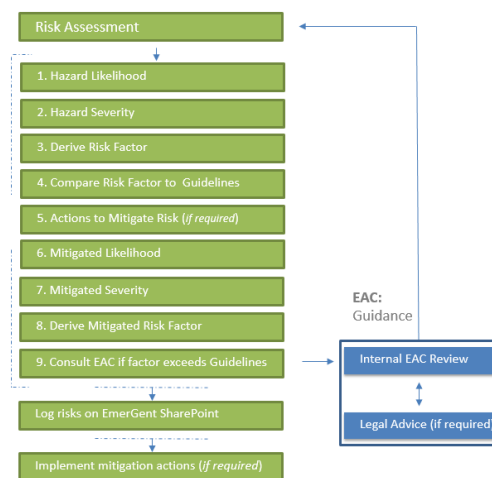 Risk Assessment
1. Hazard Likelihood
2. Hazard Severity
3. Derive Risk Factor
4. Compare Risk Factor to Guidelines
5. Actions to Mitigate Risk (if required)
6. Mitigated Likelihood
7. Mitigated Severity
8. Derive Mitigated Risk Factor
9. Consult EAC if factor exceeds Guidelines
Log risks on EmerGent SharePoint
Implement mitigation actions (if required)
EAC:
Guidance
Internal EAC Review
Legal Advice (if required)